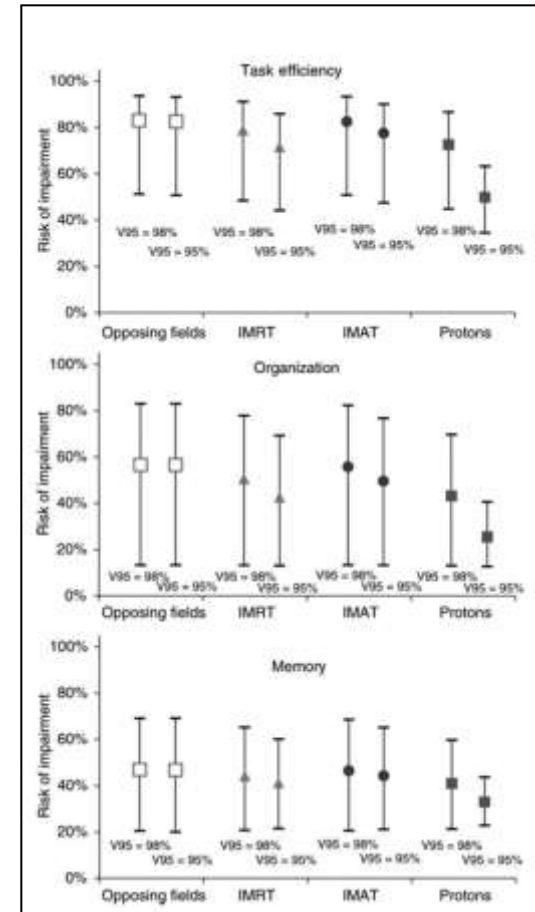 Task efficiency
Risk of impairment
100%
80%
60%
40%
20%
0%
V95 = 98%
V95 = 95%
V95 = 98%
V95 = 95%
V95 = 98%
V95 = 95%
V95 = 98%
V95 = 95%
Opposing fields IMRT IMAT Protons
Organization
Risk of impairment
100%
80%
60%
40%
20%
0%
V95 = 98%
V95 = 95%
V95 = 98%
V95 = 95%
V95 = 98%
V95 = 95%
V95 = 98%
V95 = 95%
Opposing fields IMRT IMAT Protons
Memory
Risk of impairment
100%
80%
60%
40%
20%
0%
V95 = 98%
V95 = 95%
V95 = 98%
V95 = 95%
V95 = 98%
V95 = 95%
V95 = 98%
V95 = 95%
Opposing fields IMRT IMAT Protons